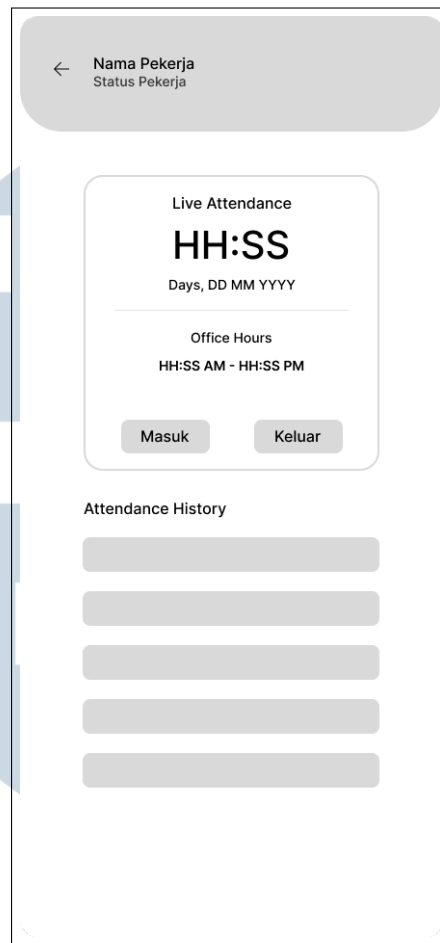 Nama Pekerja
Status Pekerja
Live Attendance
HH:SS
Days, DD MM YYYY
Office Hours
HH:SS AM - HH:SS PM
Masuk Keluar
Attendance History